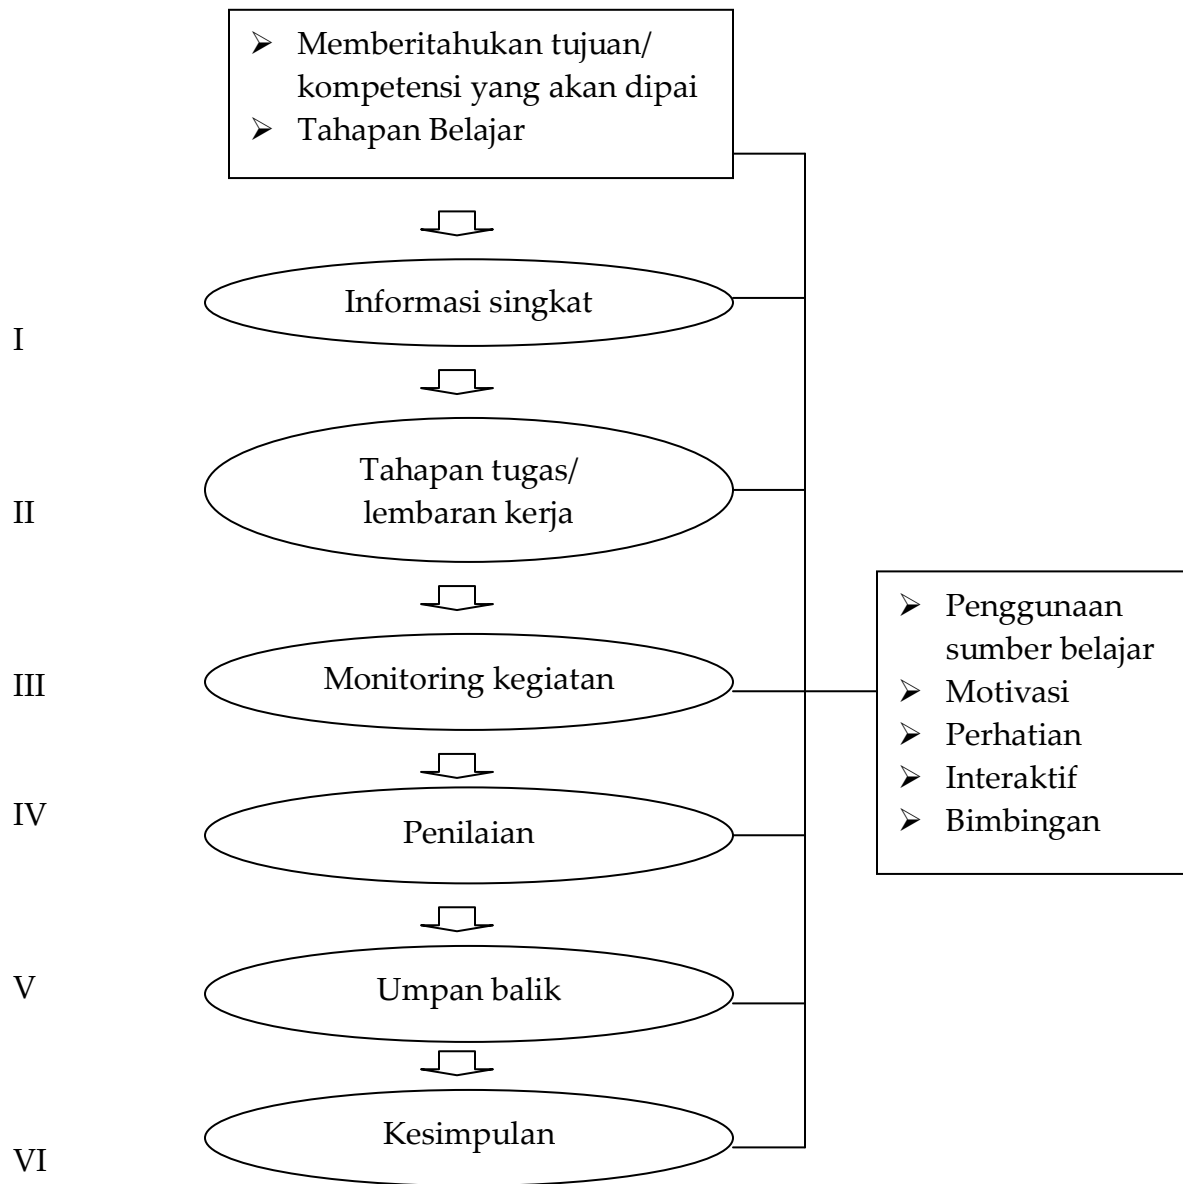 ➢ Memberitahukan tujuan/
kompetensi yang akan dipai
➢ Tahapan Belajar
Informasi singkat
I
Tahapan tugas/
lembaran kerja
II
➢ Penggunaan
sumber belajar
➢ Motivasi
➢ Perhatian
➢ Interaktif
➢ Bimbingan
Monitoring kegiatan
III
Penilaian
IV
Umpan balik
V
Kesimpulan
VI